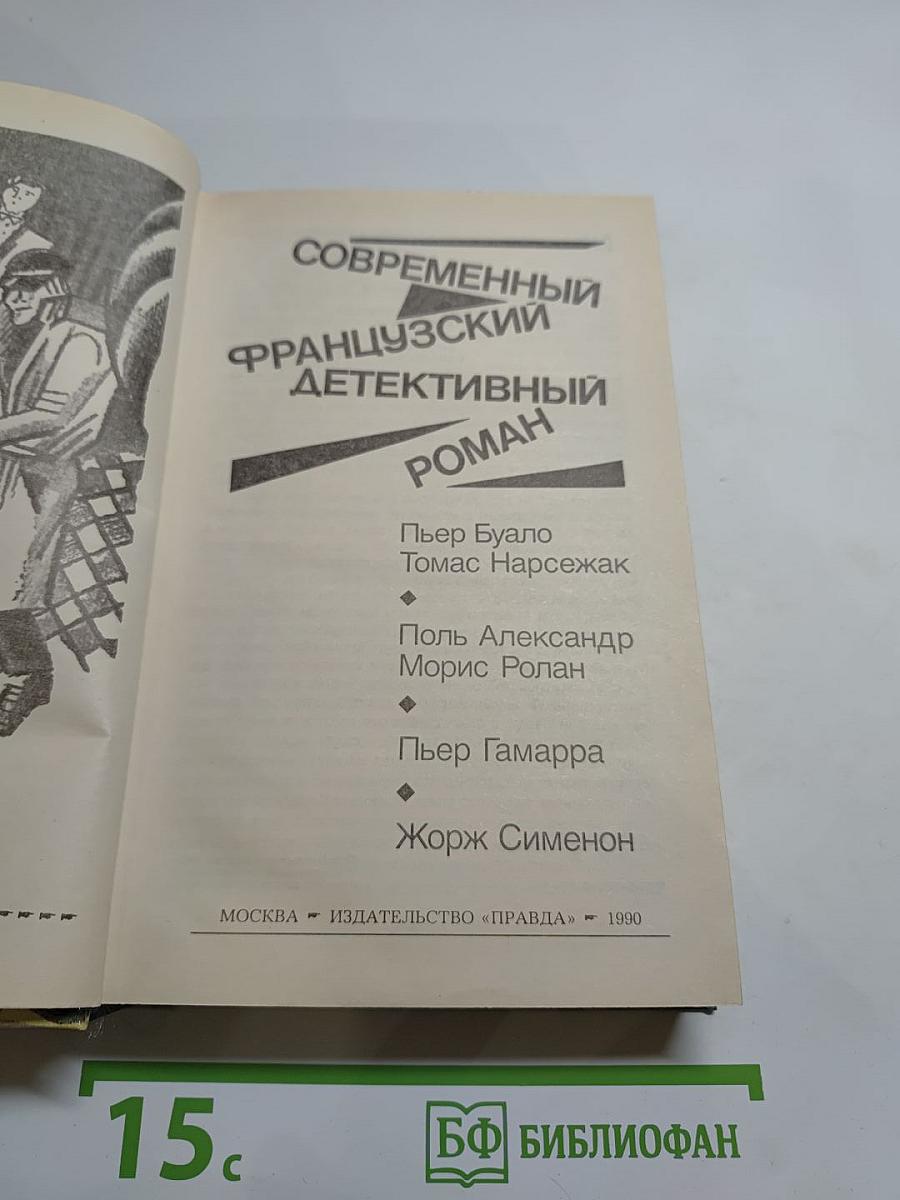 СОВРЕМЕННЫЙ
ФРАНЦУЗСКИЙ
ДЕТЕКТИВНЫЙ
РОМАН
Пьер Буало
Томас Нарсежак
Поль Александр
Морис Ролан
Пьер Гамарра
Жорж Сименон
МОСКВА ИЗДАТЕЛЬСТВО «ПРАВДА» 1990
15 с
БФ БИБЛИОФАН